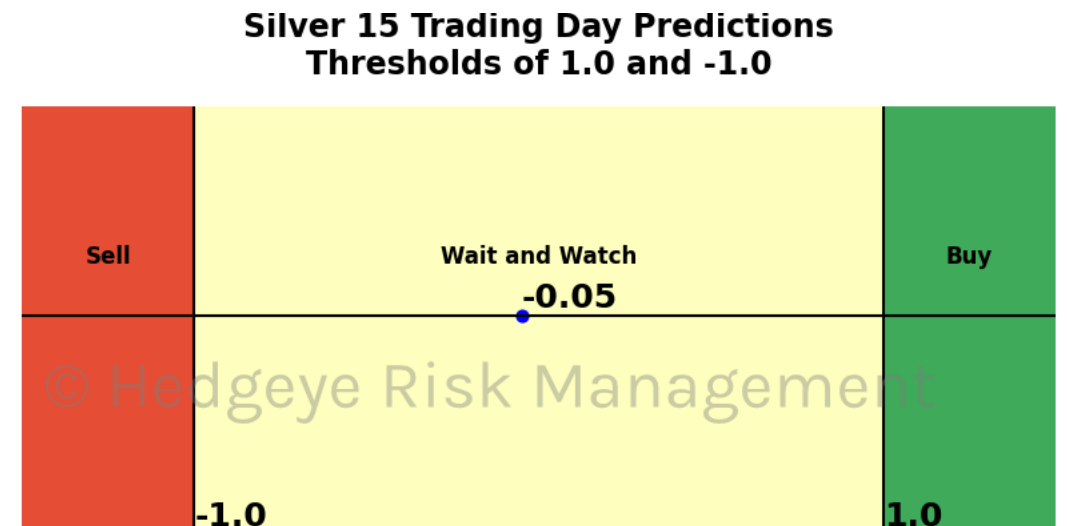 Silver 15 Trading Day Predictions
Thresholds of 1.0 and -1.0
Sell
Wait and Watch
Buy
-0.05
© Hedgeye Risk Management
-1.0
1.0